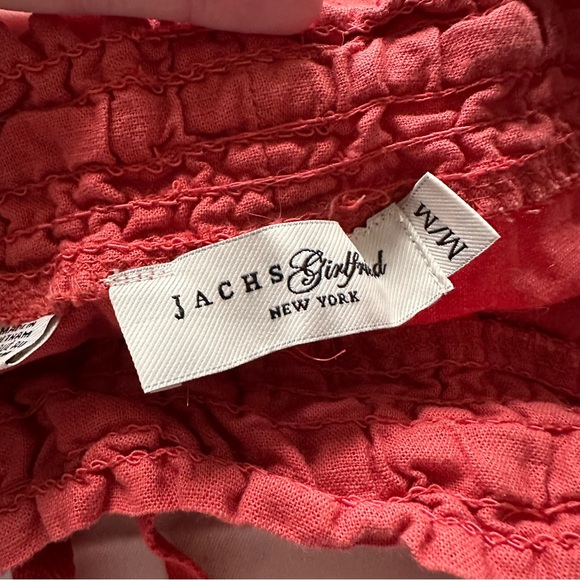 JACHS Girlfriend
NEW YORK
M/M